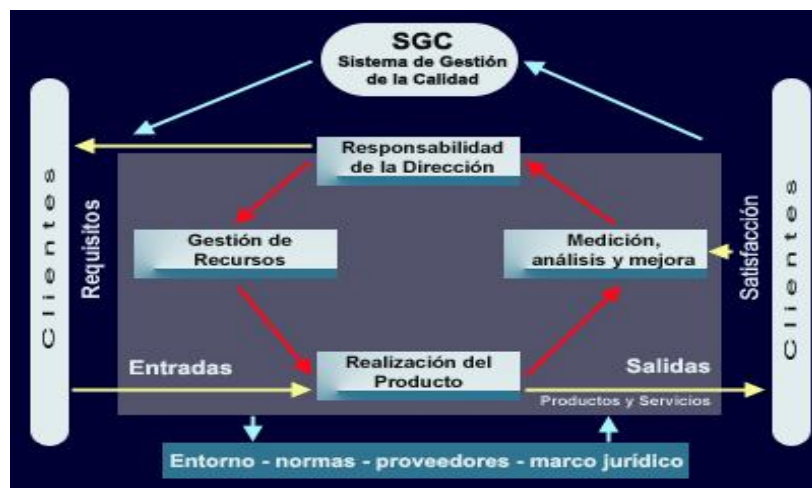 SGC
Sistema de Gestión
de la Calidad
Clientes
Requisitos
Responsabilidad
de la Dirección
Gestión de
Recursos
Medición,
análisis y mejora
Satisfacción
Clientes
Entradas
Realización del
Producto
Salidas
Productos y Servicios
Entorno - normas - proveedores - marco jurídico